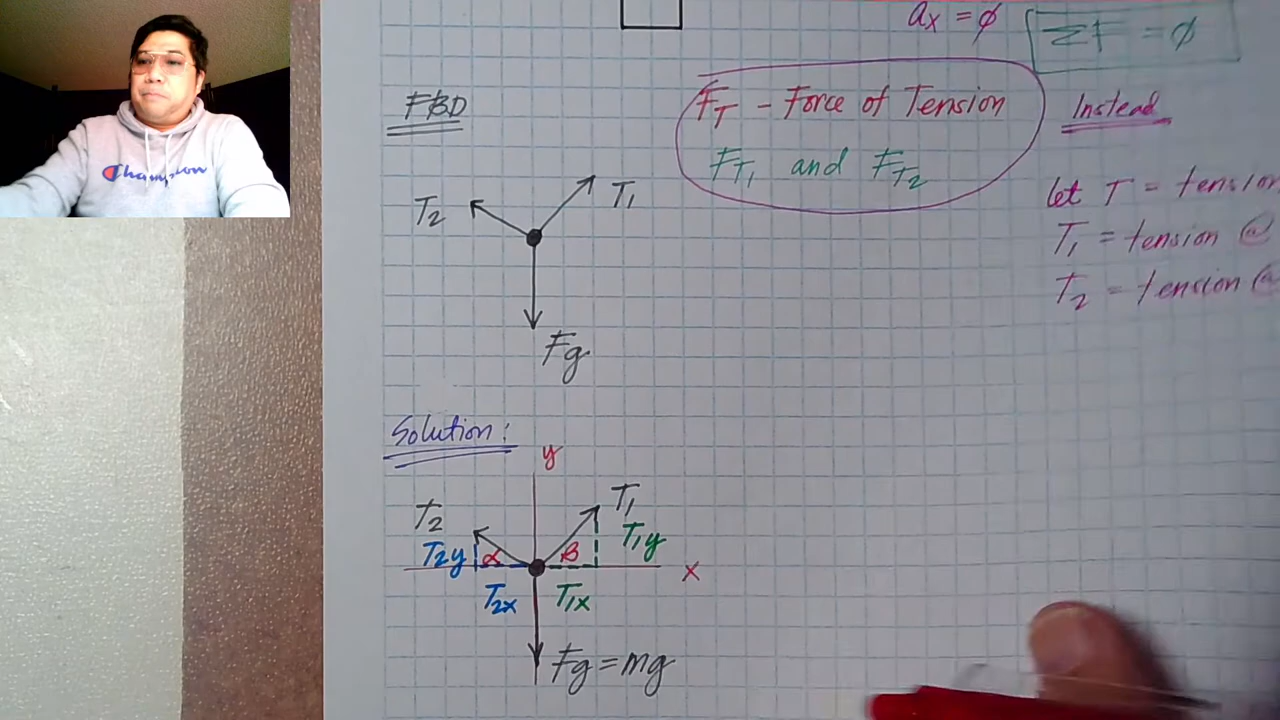 Champion
aₓ = ϕ
ΣF = ϕ
FBD
F_T - Force of Tension
F_T₁ and F_T₂
Instead
let T = tension
T₁ = tension @
T₂ = tension @
T₂
T₁
Fg
Solution:
y
T₂
T₁
T₂y
α
β
T₁y
x
T₂x
T₁x
Fg = mg